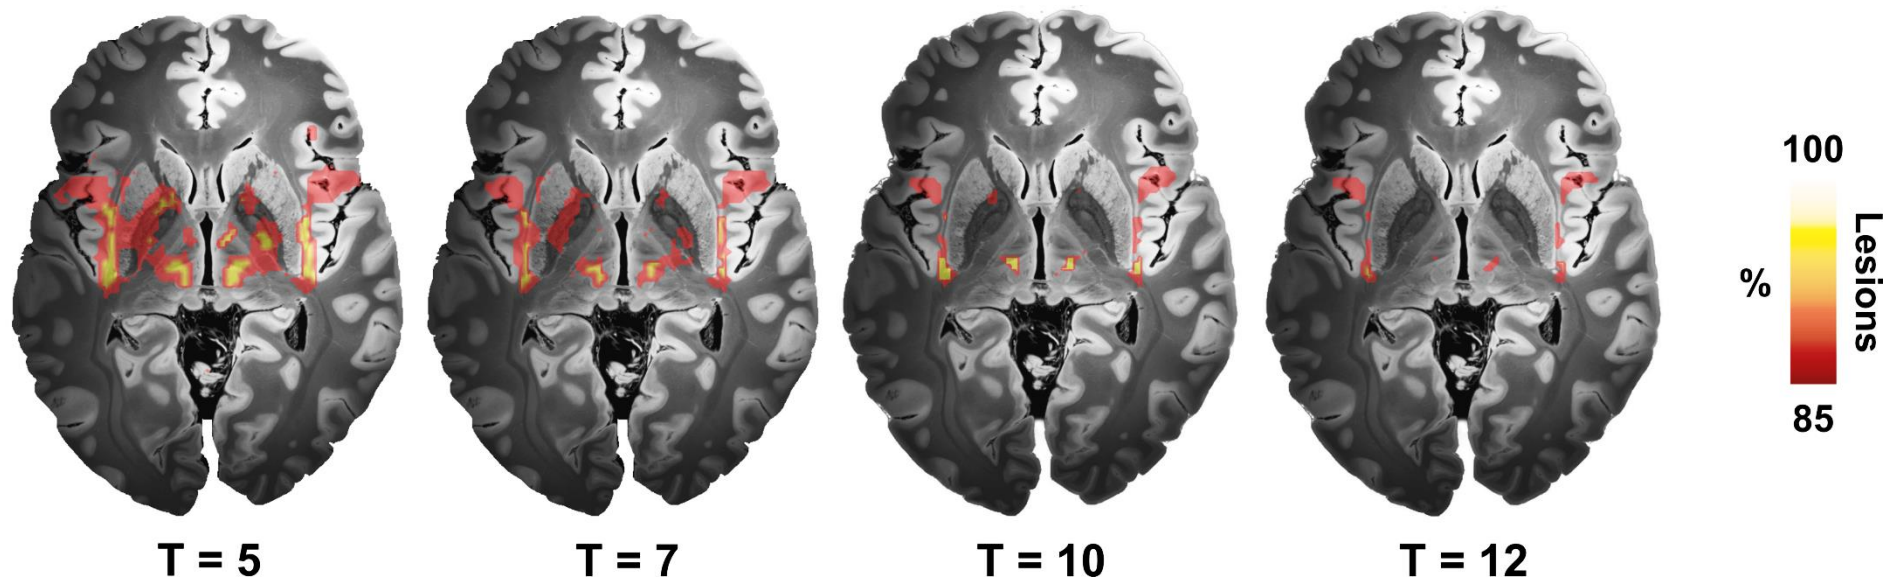 100
%
Lesions
85
T = 5
T = 7
T = 10
T = 12